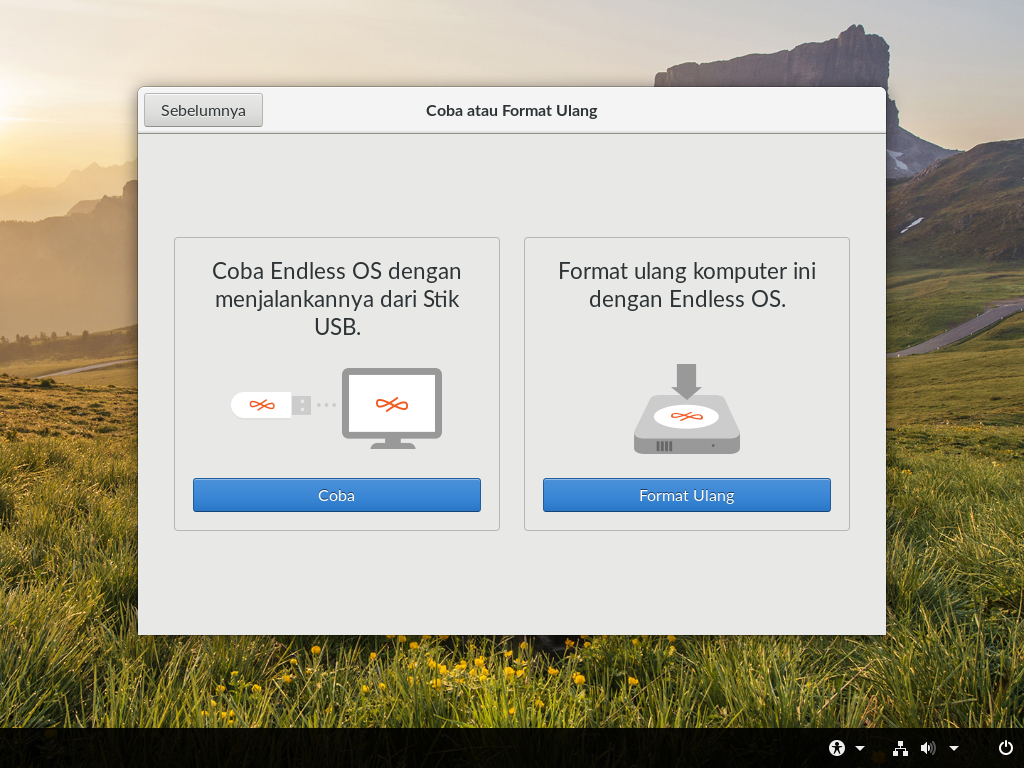 Sebelumnya
Coba atau Format Ulang
Coba Endless OS dengan
menjalankannya dari Stik
USB.
Coba
Format ulang komputer ini
dengan Endless OS.
Format Ulang